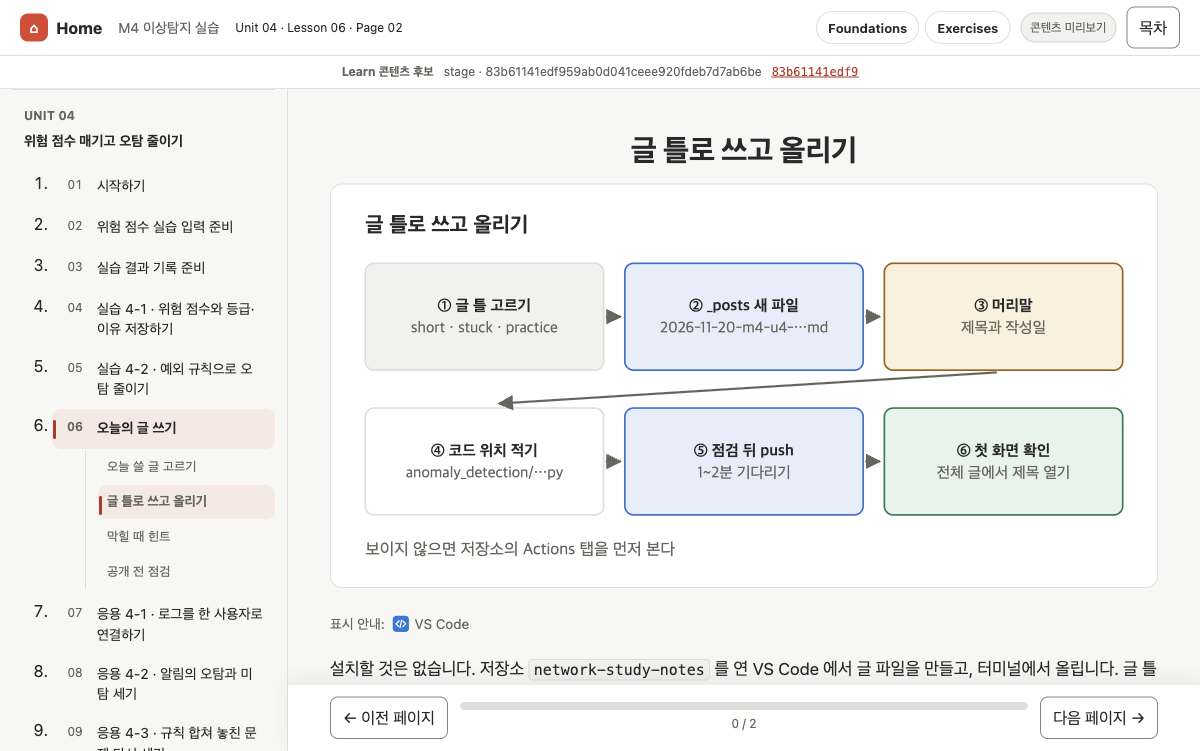 Home M4 이상탐지 실습 Unit 04 · Lesson 06 · Page 02 Foundations Exercises 콘텐츠 미리보기 목차
Learn 콘텐츠 후보 stage · 83b61141edf959ab0d041ceee920fdeb7d7ab6be 83b61141edf9
UNIT 04
위험 점수 매기고 오탐 줄이기
1. 01 시작하기
2. 02 위험 점수 실습 입력 준비
3. 03 실습 결과 기록 준비
4. 04 실습 4-1 · 위험 점수와 등급·
이유 저장하기
5. 05 실습 4-2 · 예외 규칙으로 오
탐 줄이기
6. 06 오늘의 글 쓰기
오늘 쓸 글 고르기
글 틀로 쓰고 올리기
막힐 때 힌트
공개 전 점검
7. 07 응용 4-1 · 로그를 한 사용자로
연결하기
8. 08 응용 4-2 · 알림의 오탐과 미
탐 세기
9. 09 응용 4-3 · 규칙 합쳐 놓친 문
글 틀로 쓰고 올리기
글 틀로 쓰고 올리기
① 글 틀 고르기
short · stuck · practice
② _posts 새 파일
2026-11-20-m4-u4-⋯md
③ 머리말
제목과 작성일
④ 코드 위치 적기
anomaly_detection/⋯py
⑤ 점검 뒤 push
1~2분 기다리기
⑥ 첫 화면 확인
전체 글에서 제목 열기
보이지 않으면 저장소의 Actions 탭을 먼저 본다
표시 안내: VS Code
설치할 것은 없습니다. 저장소 network-study-notes 를 연 VS Code 에서 글 파일을 만들고, 터미널에서 올립니다. 글 틀
← 이전 페이지
0 / 2
다음 페이지 →